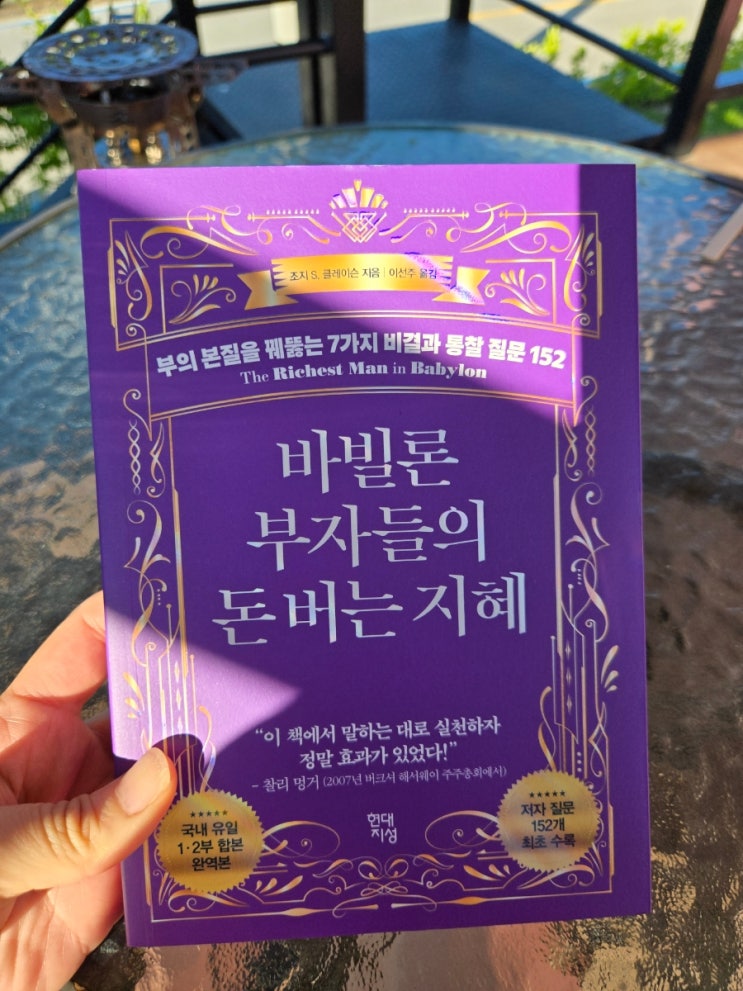 조지 S. 클레이슨 지음 | 이선주 옮김
부의 본질을 꿰뚫는 7가지 비결과 통찰 질문 152
The Richest Man in Babylon
바빌론
부자들의
돈 버는 지혜
“이 책에서 말하는 대로 실천하자
정말 효과가 있었다!”
- 찰리 멍거 (2007년 버크셔 해서웨이 주주총회에서)
국내 유일
1·2부 합본
완역본
현대
지성
저자 질문
152개
최초 수록